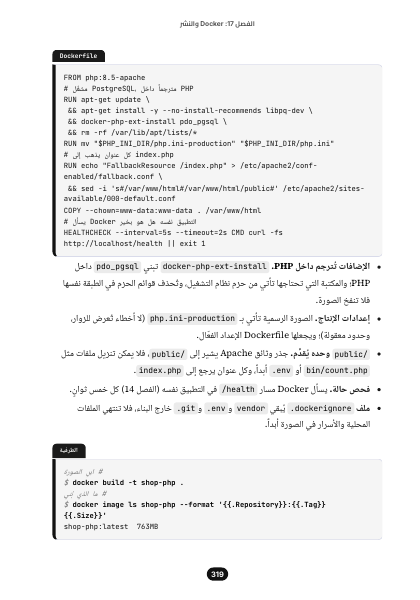 الفصل 17: Docker والنشر
Dockerfile
FROM php:8.5-apache
# مشغّل PostgreSQL مترجماً داخل PHP
RUN apt-get update \
&& apt-get install -y --no-install-recommends libpq-dev \
&& docker-php-ext-install pdo_pgsql \
&& rm -rf /var/lib/apt/lists/*
RUN mv "$PHP_INI_DIR/php.ini-production" "$PHP_INI_DIR/php.ini"
# كل عنوان يذهب إلى index.php
RUN echo "FallbackResource /index.php" > /etc/apache2/conf-
enabled/fallback.conf \
&& sed -i 's#/var/www/html#/var/www/html/public#' /etc/apache2/sites-
available/000-default.conf
COPY --chown=www-data:www-data . /var/www/html
# يسأل Docker التطبيق نفسه هل هو بخير
HEALTHCHECK --interval=5s --timeout=2s CMD curl -fs
http://localhost/health || exit 1
• الإضافات تُترجم داخل PHP. docker-php-ext-install تبني pdo_pgsql داخل
PHP؛ والمكتبة التي تحتاجها تأتي من حزم نظام التشغيل، وتُحذف قوائم الحزم في الطبقة نفسها
فلا تنفخ الصورة.
• إعدادات الإنتاج. الصورة الرسمية تأتي بـ php.ini-production (لا أخطاء تُعرض للزوار،
وحدود معقولة)؛ ويجعلها Dockerfile الإعداد الفعّال.
• public/ وحده يُقدَّم. جذر وثائق Apache يشير إلى public/، فلا يمكن تنزيل ملفات مثل
bin/count.php أو .env أبداً، وكل عنوان يرجع إلى index.php.
• فحص حالة. يسأل Docker مسار /health في التطبيق نفسه (الفصل 14) كل خمس ثوانٍ.
• ملف .dockerignore. يُبقي vendor و .env و .git خارج البناء، فلا تنتهي الملفات
المحلية والأسرار في الصورة أبداً.
الطرفية
# ابنِ الصورة
$ docker build -t shop-php .
$ docker image ls shop-php --format '{{.Repository}}:{{.Tag}}
{{.Size}}'
shop-php:latest 763MB
319